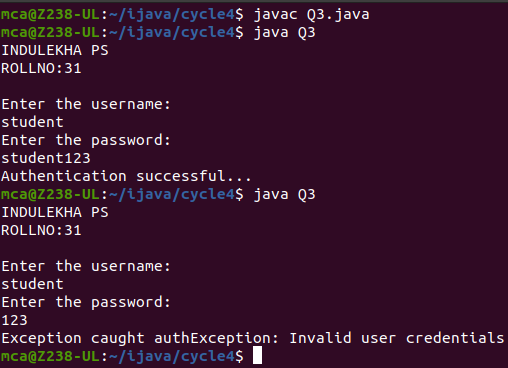 mca@Z238-UL:~/ijava/cycle4$ javac Q3.java
mca@Z238-UL:~/ijava/cycle4$ java Q3
INDULEKHA PS
ROLLNO:31
Enter the username:
student
Enter the password:
student123
Authentication successful...
mca@Z238-UL:~/ijava/cycle4$ java Q3
INDULEKHA PS
ROLLNO:31
Enter the username:
student
Enter the password:
123
Exception caught authException: Invalid user credentials
mca@Z238-UL:~/ijava/cycle4$